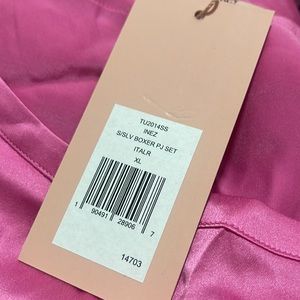 TU2014SS
INEZ
S/SLV BOXER PJ SET
ITALR
XL
1 90491 28906 7
14703